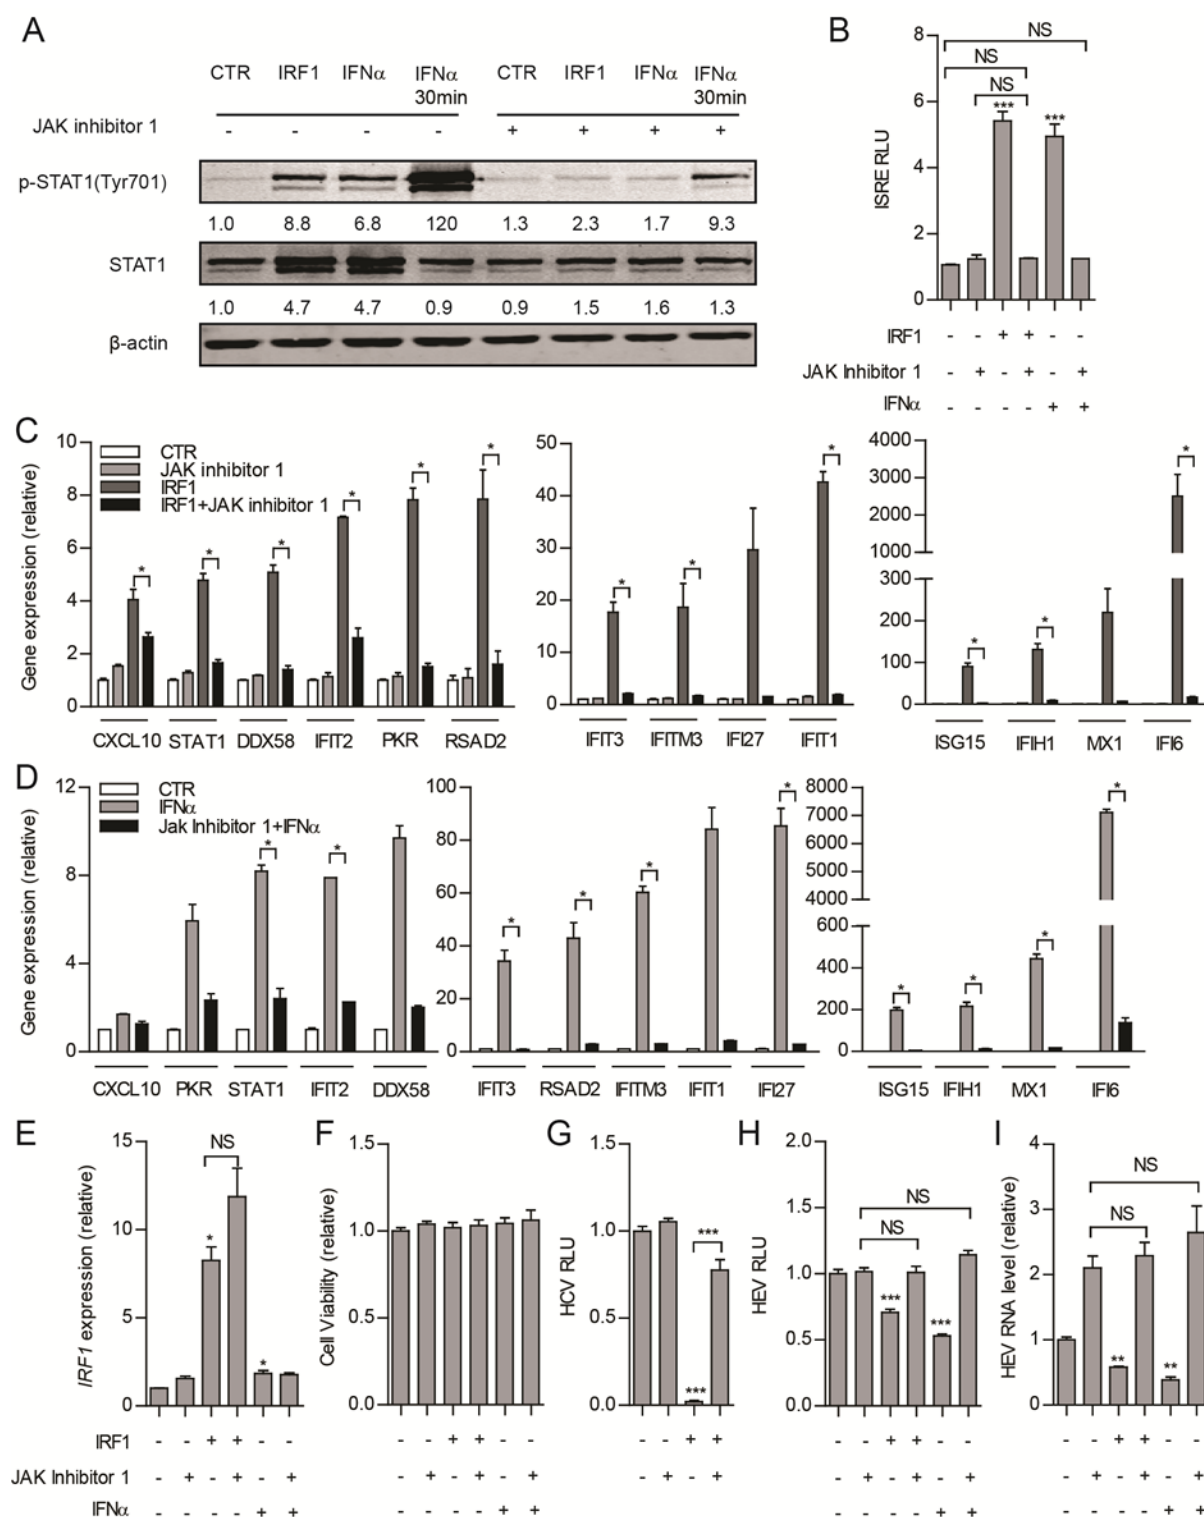 A
CTR IRF1 IFNα IFNα 30min CTR IRF1 IFNα IFNα 30min
JAK inhibitor 1 - - - - + + + +
p-STAT1(Tyr701)
1.0 8.8 6.8 120 1.3 2.3 1.7 9.3
STAT1
1.0 4.7 4.7 0.9 0.9 1.5 1.6 1.3
β-actin
B
NS
NS
NS
*** ***
ISRE RLU
8
6
4
2
0
IRF1 - - + + - -
JAK Inhibitor 1 - + - + - +
IFNα - - - - + +
C
CTR
JAK inhibitor 1
IRF1
IRF1+JAK inhibitor 1
Gene expression (relative)
10
8
6
4
2
0
* * * * * *
CXCL10 STAT1 DDX58 IFIT2 PKR RSAD2
50
40
30
20
10
0
* * *
IFIT3 IFITM3 IFI27 IFIT1
4000
3000
2000
1000
300
200
100
0
* * *
ISG15 IFIH1 MX1 IFI6
D
CTR
IFNα
Jak Inhibitor 1+IFNα
Gene expression (relative)
12
8
4
0
* *
CXCL10 PKR STAT1 IFIT2 DDX58
100
80
60
40
20
0
* * * *
IFIT3 RSAD2 IFITM3 IFIT1 IFI27
8000
7000
6000
5000
4000
600
400
200
0
* * * *
ISG15 IFIH1 MX1 IFI6
E
IRF1 expression (relative)
15
10
5
0
NS
* *
IRF1 - - + + - -
JAK Inhibitor 1 - + - + - +
IFNα - - - - + +
F
Cell Viability (relative)
1.5
1.0
0.5
0.0
- - + + - -
- + - + - +
- - - - + +
G
HCV RLU
1.5
1.0
0.5
0.0
***
***
- - + +
- + - +
H
HEV RLU
2.0
1.5
1.0
0.5
0.0
NS
NS
*** ***
- - + + - -
- + - + - +
- - - - + +
I
HEV RNA level (relative)
4
3
2
1
0
NS
NS
** **
- - + + - -
- + - + - +
- - - - + +